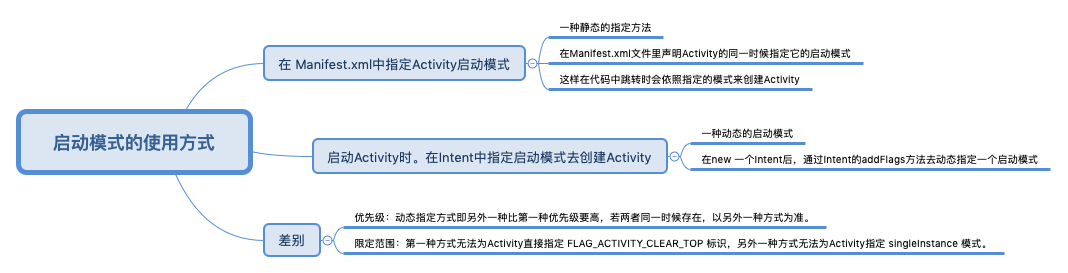 启动模式的使用方式
在 Manifest.xml中指定Activity启动模式
一种静态的指定方法
在Manifest.xml文件里声明Activity的同一时候指定它的启动模式
这样在代码中跳转时会依照指定的模式来创建Activity
启动Activity时。在Intent中指定启动模式去创建Activity
一种动态的启动模式
在new 一个Intent后，通过Intent的addFlags方法去动态指定一个启动模式
差别
优先级：动态指定方式即另外一种比第一种优先级要高，若两者同一时候存在，以另外一种方式为准。
限定范围：第一种方式无法为Activity直接指定 FLAG_ACTIVITY_CLEAR_TOP 标识，另外一种方式无法为Activity指定 singleInstance 模式。